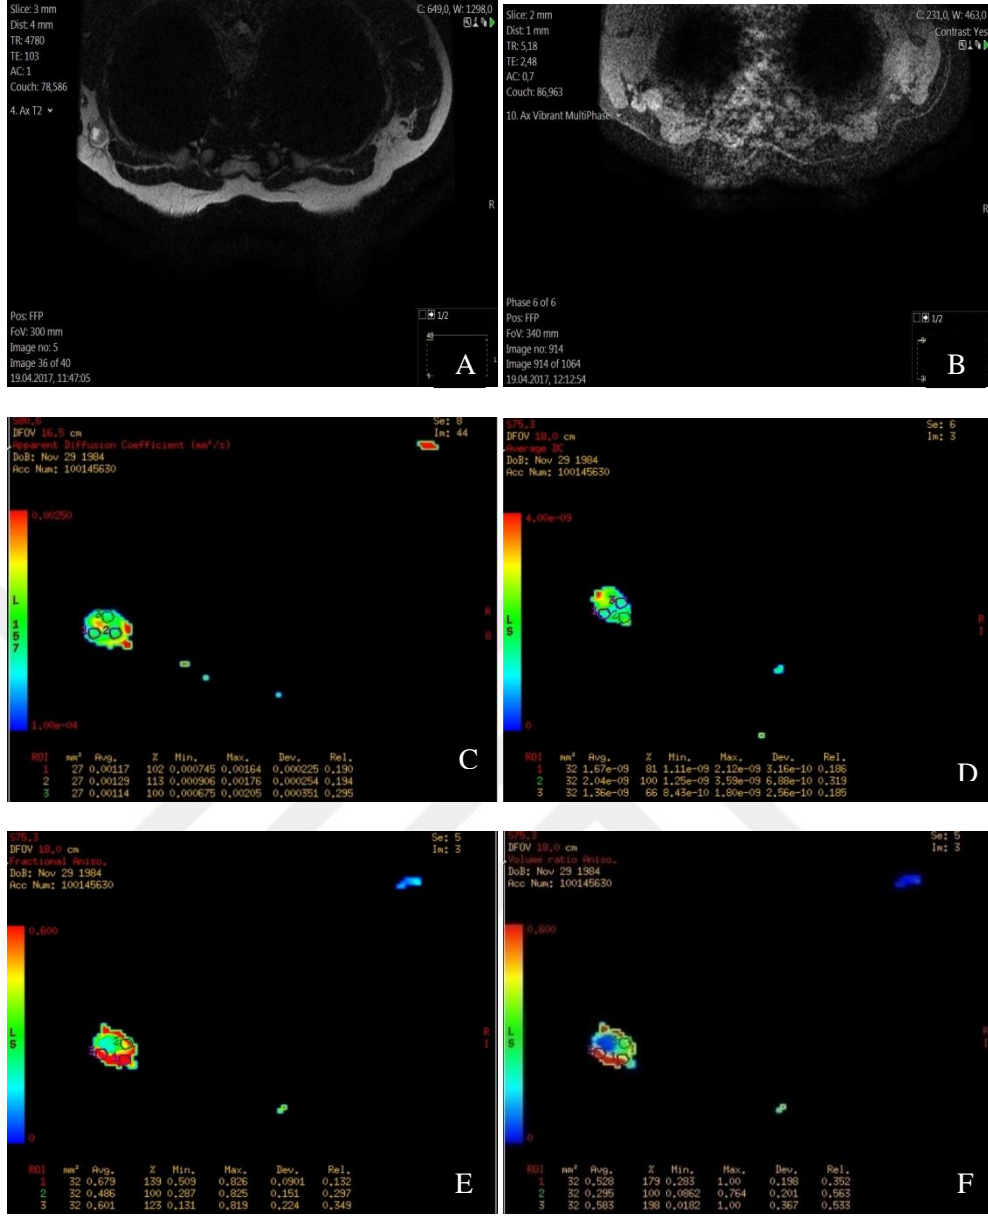 Slice: 3 mm
Dist: 4 mm
TR: 4780
TE: 103
AC: 1
Couch: 78,586
4. Ax T2
C: 649,0, W: 1298,0
R
Pos: FFP
FoV: 300 mm
Image no: 5
Image 36 of 40
19.04.2017, 11:47:05
1/2
L
A
Slice: 2 mm
Dist: 1 mm
TR: 5,18
TE: 2,48
AC: 0,7
Couch: 86,963
10. Ax Vibrant MultiPhase
C: 231,0, W: 463,0
Contrast: Yes
R
Phase 6 of 6
Pos: FFP
FoV: 340 mm
Image no: 914
Image 914 of 1064
19.04.2017, 12:12:54
1/2
B
S80.6
DFOV 16.5 cm
Apparent Diffusion Coefficient (mm²/s)
DoB: Nov 29 1984
Acc Num: 100145630
Se: 8
Im: 44
0.00250
L
1
5
7
R
8
3
1 2
1.00e-04
ROI mm² Avg. % Min. Max. Dev. Rel.
1 27 0.00117 102 0.000745 0.00164 0.000225 0.190
2 27 0.00129 113 0.000906 0.00176 0.000254 0.194
3 27 0.00114 100 0.000675 0.00205 0.000351 0.295
C
S75.3
DFOV 18.0 cm
Average DC
DoB: Nov 29 1984
Acc Num: 100145630
Se: 6
Im: 3
4.00e-09
L
S
R
I
3
0
ROI mm² Avg. % Min. Max. Dev. Rel.
1 32 1.67e-09 81 1.11e-09 2.12e-09 3.16e-10 0.186
2 32 2.04e-09 100 1.25e-09 3.59e-09 6.88e-10 0.319
3 32 1.36e-09 66 8.43e-10 1.80e-09 2.56e-10 0.185
D
S75.3
DFOV 18.0 cm
Fractional Aniso.
DoB: Nov 29 1984
Acc Num: 100145630
Se: 5
Im: 3
0.600
L
S
R
I
2
0
ROI mm² Avg. % Min. Max. Dev. Rel.
1 32 0.679 139 0.509 0.826 0.0901 0.132
2 32 0.486 100 0.287 0.825 0.151 0.297
3 32 0.601 123 0.131 0.819 0.224 0.349
E
S75.3
DFOV 18.0 cm
Volume ratio Aniso.
DoB: Nov 29 1984
Acc Num: 100145630
Se: 5
Im: 3
0.600
L
S
R
I
0
ROI mm² Avg. % Min. Max. Dev. Rel.
1 32 0.528 179 0.283 1.00 0.198 0.352
2 32 0.295 100 0.0862 0.764 0.201 0.563
3 32 0.583 198 0.0182 1.00 0.367 0.533
F